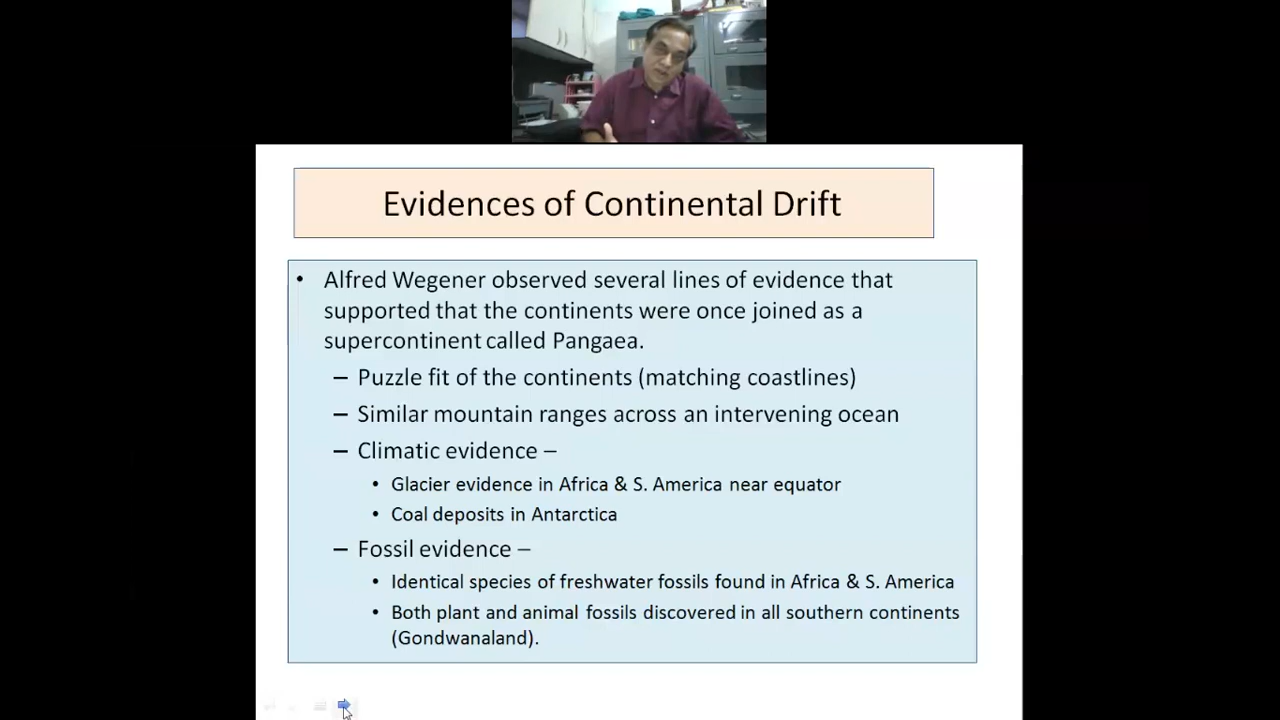 Evidences of Continental Drift
• Alfred Wegener observed several lines of evidence that
supported that the continents were once joined as a
supercontinent called Pangaea.
– Puzzle fit of the continents (matching coastlines)
– Similar mountain ranges across an intervening ocean
– Climatic evidence –
• Glacier evidence in Africa & S. America near equator
• Coal deposits in Antarctica
– Fossil evidence –
• Identical species of freshwater fossils found in Africa & S. America
• Both plant and animal fossils discovered in all southern continents
(Gondwanaland).